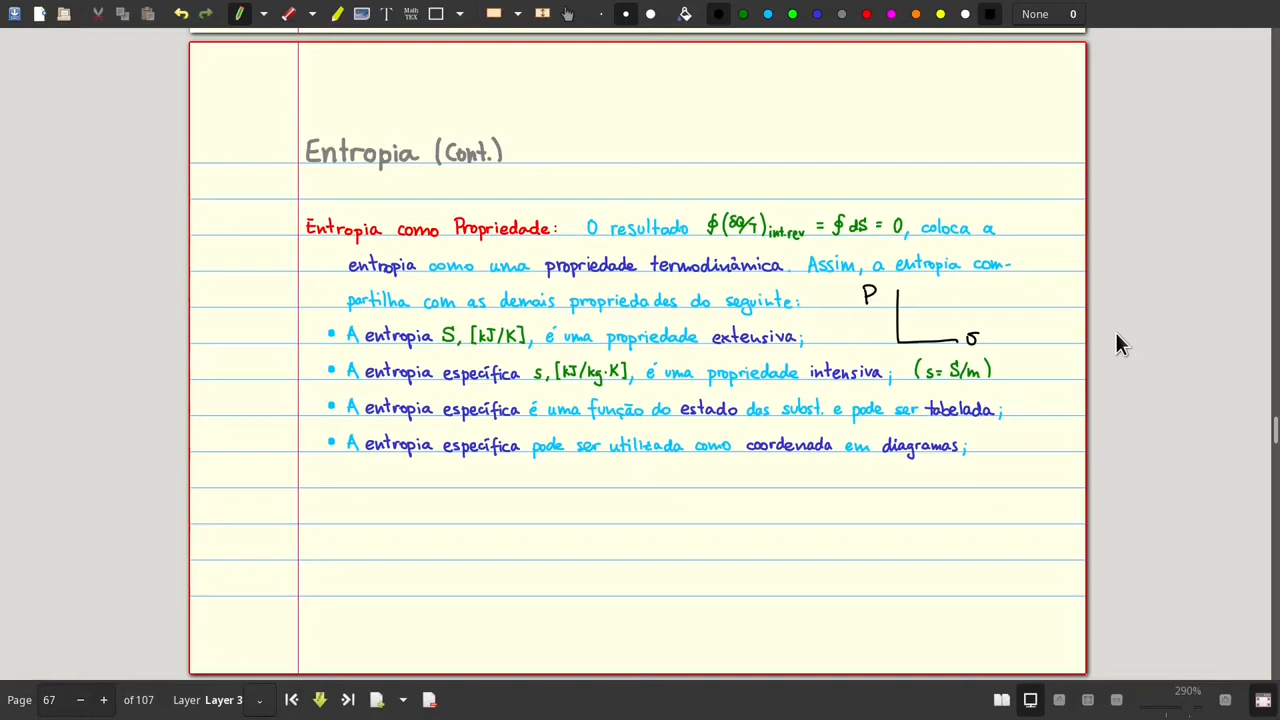 T Math TEX None 0
Entropia (Cont.)
Entropia como Propriedade: O resultado ∮(δQ/T)int.rev = ∮ dS = 0, coloca a
entropia como uma propriedade termodinâmica. Assim, a entropia com-
partilha com as demais propriedades do seguinte:
P
• A entropia S, [kJ/K], é uma propriedade extensiva;
• A entropia específica s, [kJ/kg·K], é uma propriedade intensiva; (s = S/m)
• A entropia específica é uma função do estado das subst. e pode ser tabelada;
• A entropia específica pode ser utilizada como coordenada em diagramas;
Page 67 of 107 Layer Layer 3 290%